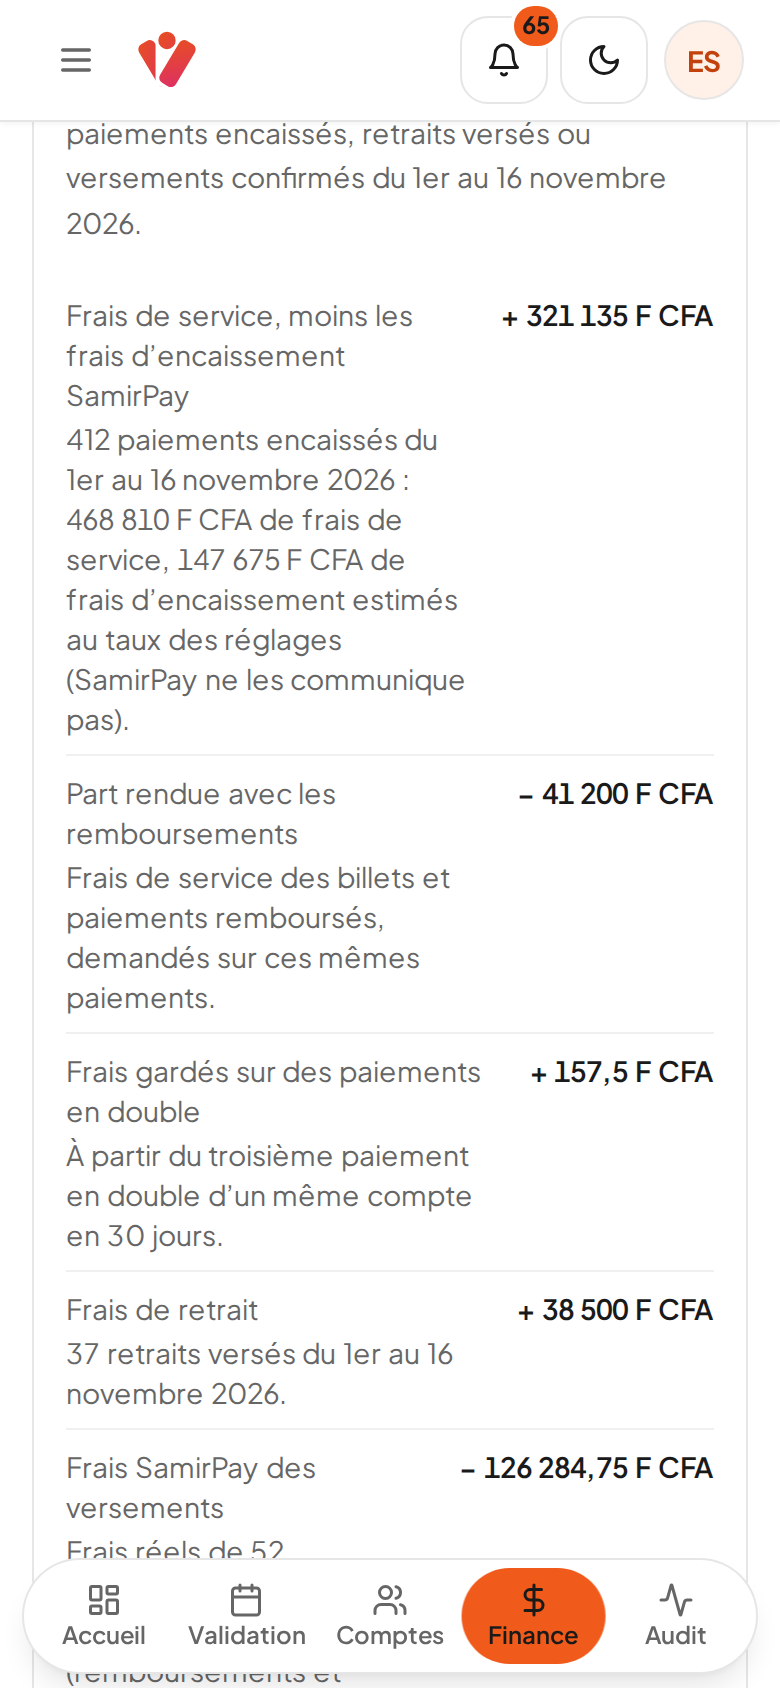 65
ES
paiements encaissés, retraits versés ou
versements confirmés du 1er au 16 novembre
2026.
Frais de service, moins les
frais d’encaissement
SamirPay
+ 321 135 F CFA
412 paiements encaissés du
1er au 16 novembre 2026 :
468 810 F CFA de frais de
service, 147 675 F CFA de
frais d’encaissement estimés
au taux des réglages
(SamirPay ne les communique
pas).
Part rendue avec les
remboursements
– 41 200 F CFA
Frais de service des billets et
paiements remboursés,
demandés sur ces mêmes
paiements.
Frais gardés sur des paiements
en double
+ 157,5 F CFA
À partir du troisième paiement
en double d’un même compte
en 30 jours.
Frais de retrait
+ 38 500 F CFA
37 retraits versés du 1er au 16
novembre 2026.
Frais SamirPay des
versements
– 126 284,75 F CFA
Frais réels de 52
Accueil
Validation
Comptes
Finance
Audit
(remboursements et